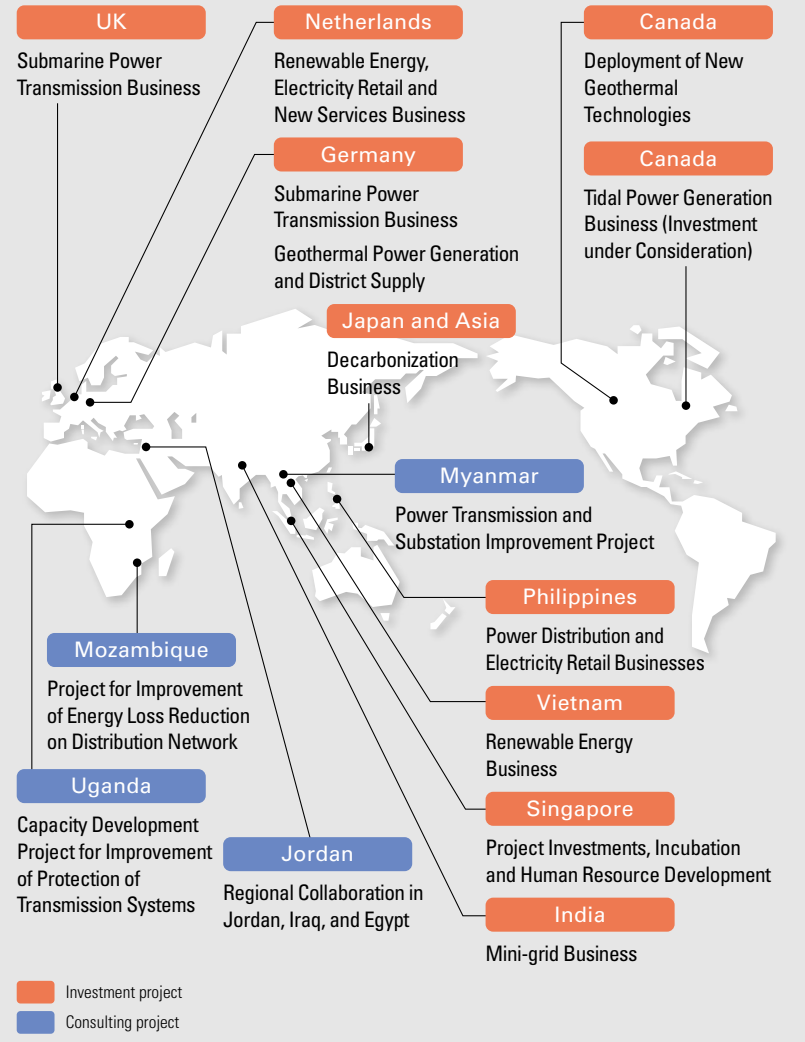 UK
Submarine Power
Transmission Business
Netherlands
Renewable Energy,
Electricity Retail and
New Services Business
Germany
Submarine Power
Transmission Business
Geothermal Power Generation
and District Supply
Canada
Deployment of New
Geothermal
Technologies
Canada
Tidal Power Generation
Business (Investment
under Consideration)
Japan and Asia
Decarbonization
Business
Myanmar
Power Transmission and
Substation Improvement Project
Philippines
Power Distribution and
Electricity Retail Businesses
Vietnam
Renewable Energy
Business
Singapore
Project Investments, Incubation
and Human Resource Development
India
Mini-grid Business
Mozambique
Project for Improvement
of Energy Loss Reduction
on Distribution Network
Uganda
Capacity Development
Project for Improvement
of Protection of
Transmission Systems
Jordan
Regional Collaboration in
Jordan, Iraq, and Egypt
Investment project
Consulting project